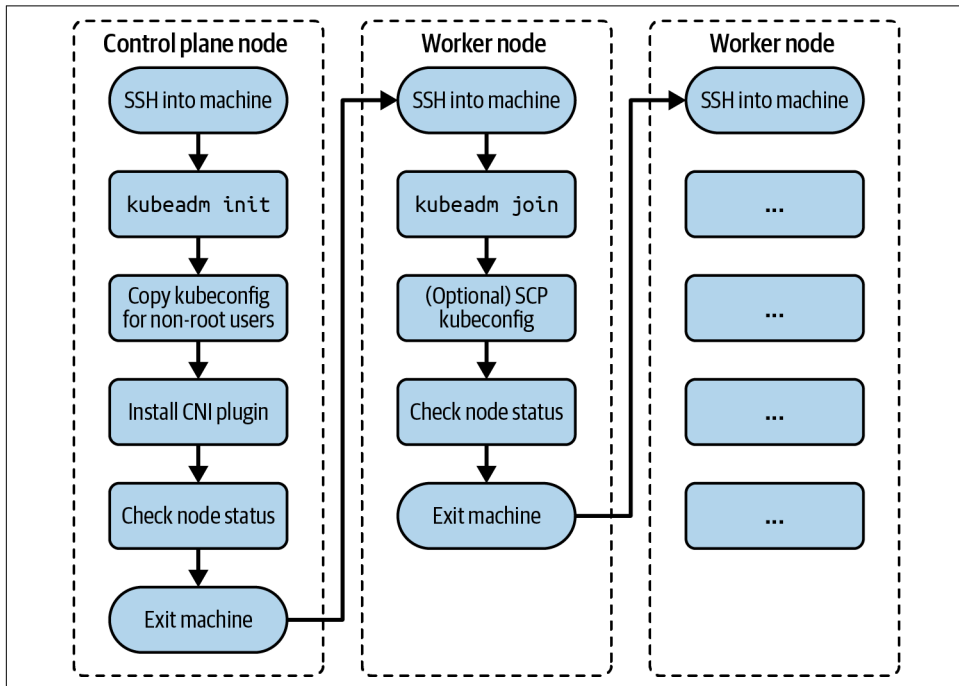 Control plane node
SSH into machine
kubeadm init
Copy kubeconfig
for non-root users
Install CNI plugin
Check node status
Exit machine
Worker node
SSH into machine
kubeadm join
(Optional) SCP
kubeconfig
Check node status
Exit machine
Worker node
SSH into machine
...
...
...
...